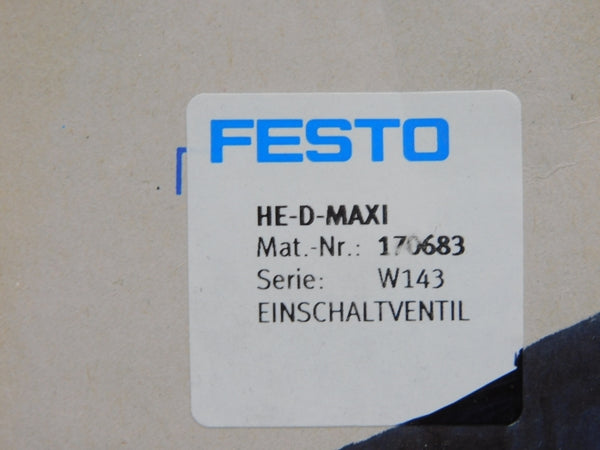 FESTO
HE-D-MAXI
Mat.-Nr.: 170683
Serie: W143
EINSCHALTVENTIL